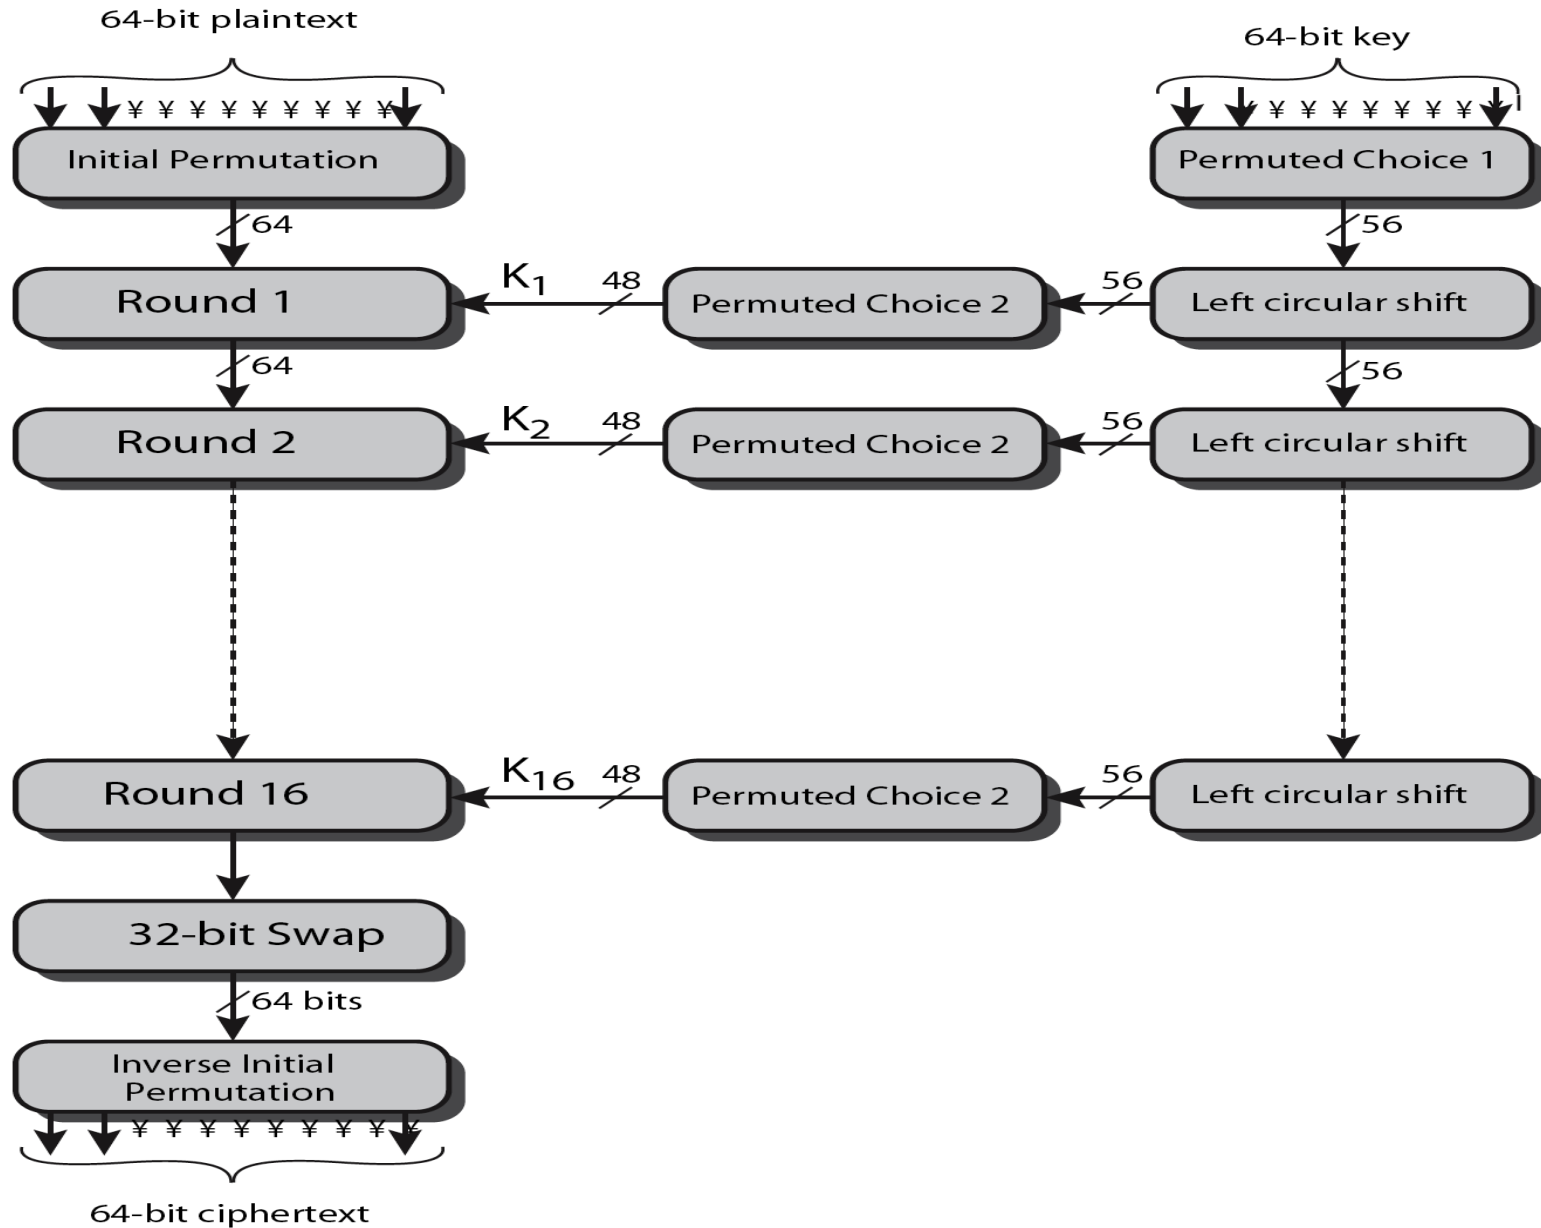 64-bit plaintext
64-bit key
¥ ¥ ¥ ¥ ¥ ¥ ¥ ¥ ¥
¥ ¥ ¥ ¥ ¥ ¥ ¥ ¥ ¥
Initial Permutation
Permuted Choice 1
64
56
Round 1
K1
48
Permuted Choice 2
56
Left circular shift
64
56
Round 2
K2
48
Permuted Choice 2
56
Left circular shift
Round 16
K16
48
Permuted Choice 2
56
Left circular shift
32-bit Swap
64 bits
Inverse Initial
Permutation
¥ ¥ ¥ ¥ ¥ ¥ ¥ ¥ ¥
64-bit ciphertext